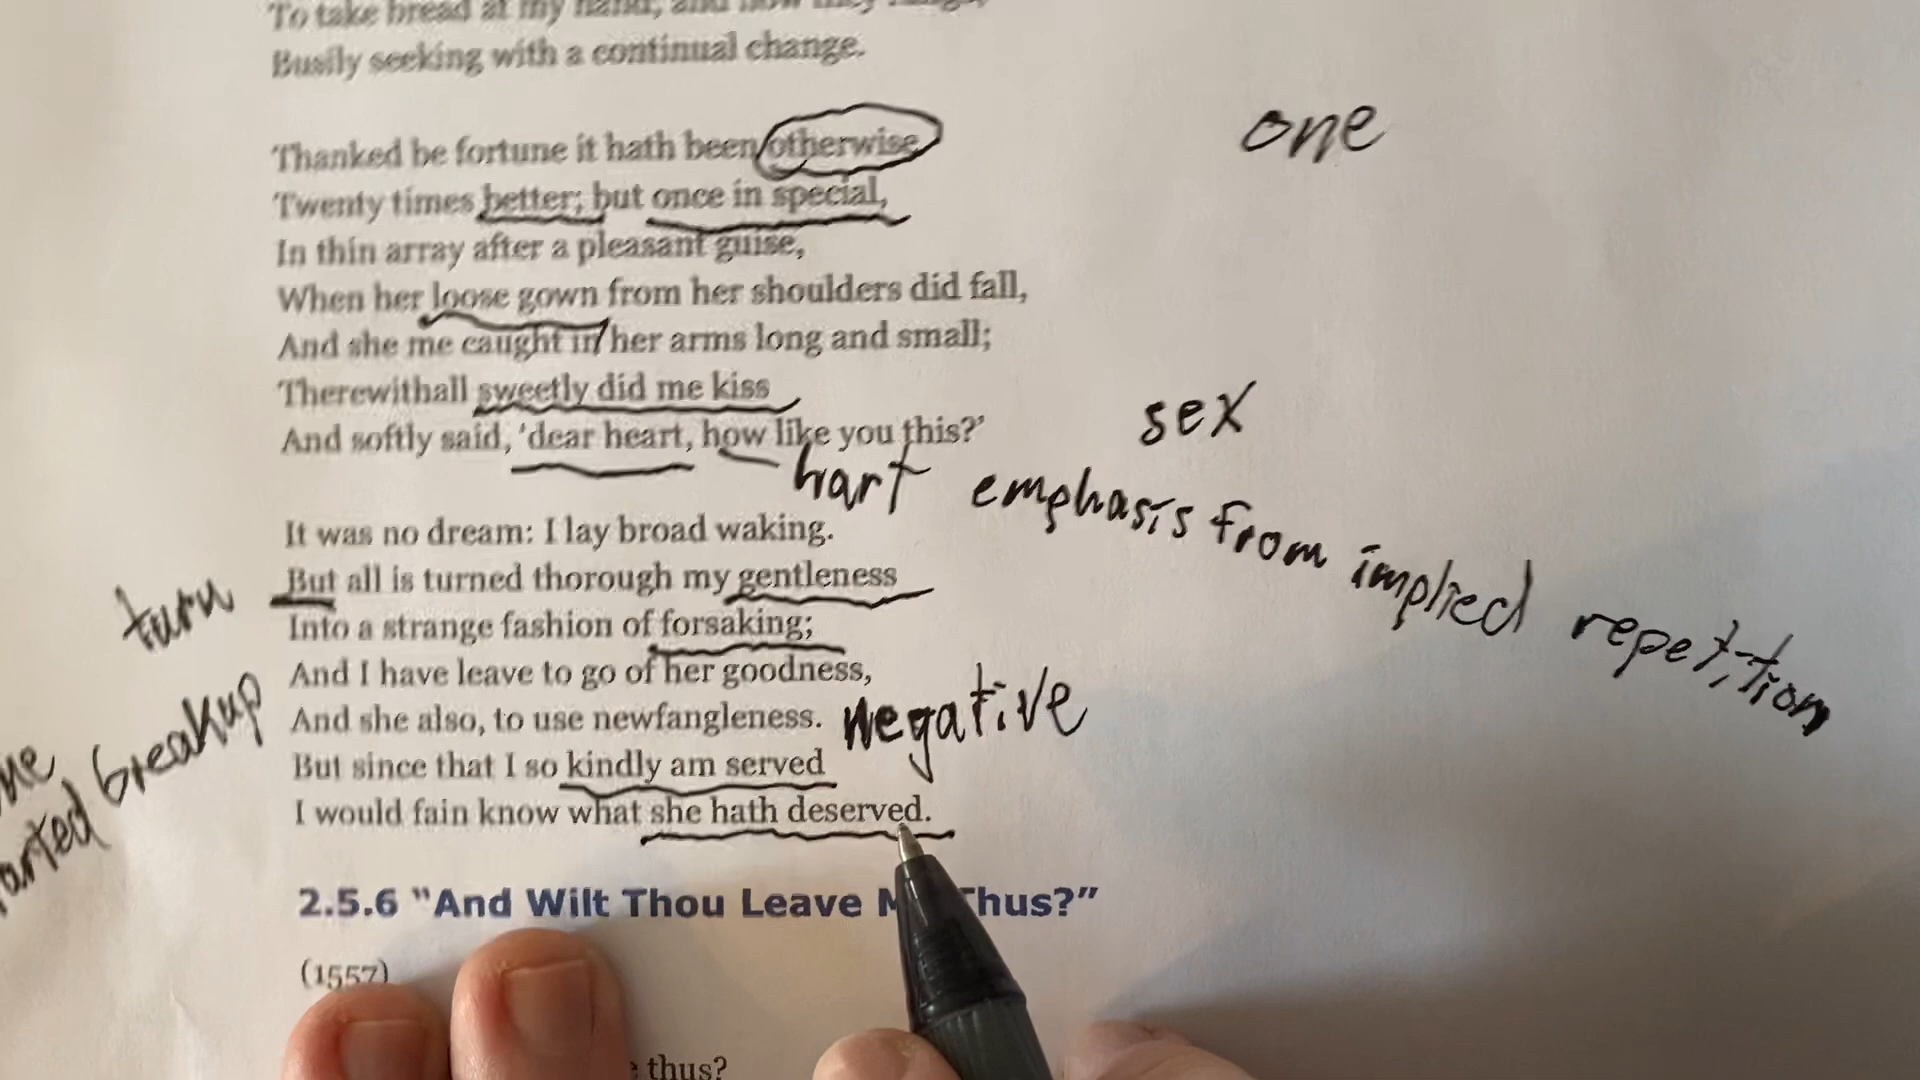 To take bread at my hand; and now they range,
Busily seeking with a continual change.
Thanked be fortune it hath been otherwise
one
Twenty times better; but once in special,
In thin array after a pleasant guise,
When her loose gown from her shoulders did fall,
And she me caught in her arms long and small;
Therewithall sweetly did me kiss
sex
And softly said, 'dear heart, how like you this?'
hart emphasis from implied repetition
It was no dream: I lay broad waking.
turn
But all is turned thorough my gentleness
Into a strange fashion of forsaking;
And I have leave to go of her goodness,
breakup
And she also, to use newfangleness.
negative
But since that I so kindly am served
I would fain know what she hath deserved.
2.5.6 “And Wilt Thou Leave Thus?”
(1557)
thus?